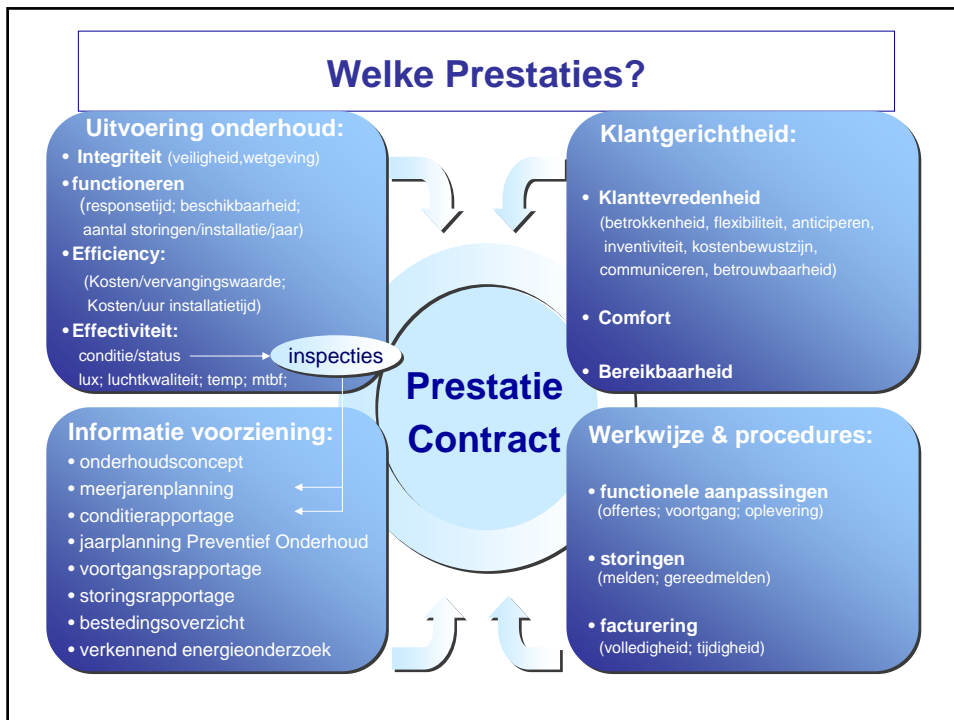 Welke Prestaties?
Uitvoering onderhoud:
• Integriteit (veiligheid,wetgeving)
• functioneren
(responsetijd; beschikbaarheid;
aantal storingen/installatie/jaar)
• Efficiency:
(Kosten/vervangingswaarde;
Kosten/uur installatietijd)
• Effectiviteit:
conditie/status
lux; luchtkwaliteit; temp; mtbf;
inspecties
Klantgerichtheid:
• Klanttevredenheid
(betrokkenheid, flexibiliteit, anticiperen,
inventiviteit, kostenbewustzijn,
communiceren, betrouwbaarheid)
• Comfort
• Bereikbaarheid
Prestatie
Contract
Informatie voorziening:
• onderhoudsconcept
• meerjarenplanning
• conditierapportage
• jaarplanning Preventief Onderhoud
• voortgangsrapportage
• storingsrapportage
• bestedingsoverzicht
• verkennend energieonderzoek
Werkwijze & procedures:
• functionele aanpassingen
(offertes; voortgang; oplevering)
• storingen
(melden; gereedmelden)
• facturering
(volledigheid; tijdigheid)